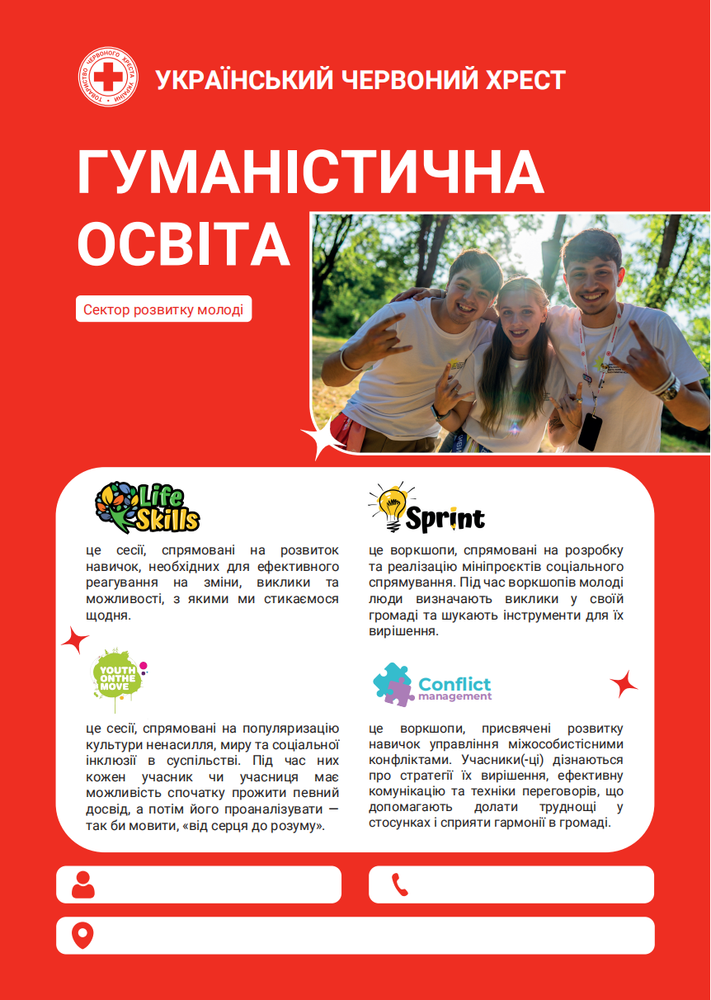 ТОВАРИСТВО ЧЕРВОНОГО ХРЕСТА УКРАЇНИ
УКРАЇНСЬКИЙ ЧЕРВОНИЙ ХРЕСТ
ГУМАНІСТИЧНА
ОСВІТА
Сектор розвитку молоді
Life
Skills
це сесії, спрямовані на розвиток
навичок, необхідних для ефективного
реагування на зміни, виклики та
можливості, з якими ми стикаємося
щодня.
Sprint
це воркшопи, спрямовані на розробку
та реалізацію мініпроєктів соціального
спрямування. Під час воркшопів молоді
люди визначають виклики у своїй
громаді та шукають інструменти для їх
вирішення.
YOUTH
ONTHE
MOVE
це сесії, спрямовані на популяризацію
культури ненасилля, миру та соціальної
інклюзії в суспільстві. Під час них
кожен учасник чи учасниця має
можливість спочатку прожити певний
досвід, а потім його проаналізувати —
так би мовити, «від серця до розуму».
Conflict
management
це воркшопи, присвячені розвитку
навичок управління міжособистісними
конфліктами. Учасники(-ці) дізнаються
про стратегії їх вирішення, ефективну
комунікацію та техніки переговорів, що
допомагають долати труднощі у
стосунках і сприяти гармонії в громаді.